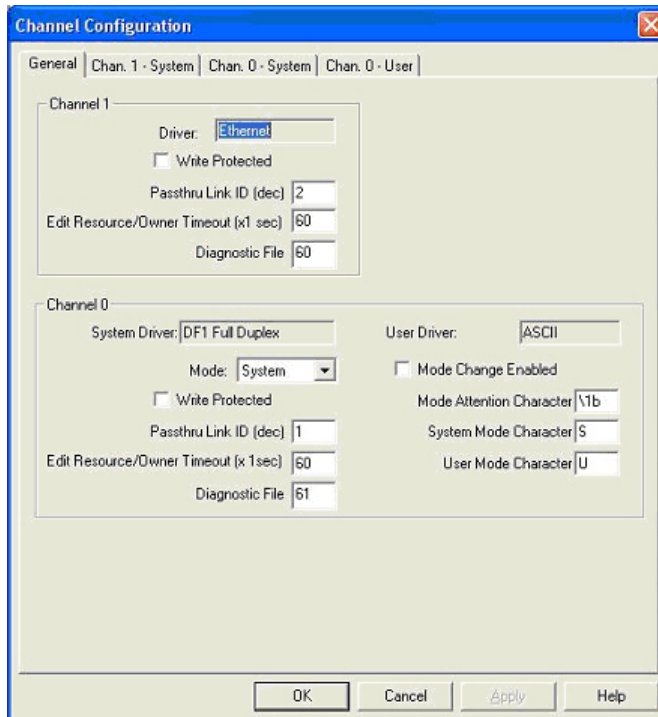 Channel Configuration
General Chan. 1 - System Chan. 0 - System Chan. 0 - User
Channel 1
Driver: Ethernet
Write Protected
Passthru Link ID (dec) 2
Edit Resource/Owner Timeout (x1 sec) 60
Diagnostic File 60
Channel 0
System Driver: DF1 Full Duplex User Driver: ASCII
Mode: System Mode Change Enabled
Write Protected Mode Attention Character \1b
Passthru Link ID (dec) 1 System Mode Character S
Edit Resource/Owner Timeout (x 1sec) 60 User Mode Character U
Diagnostic File 61
OK Cancel Apply Help